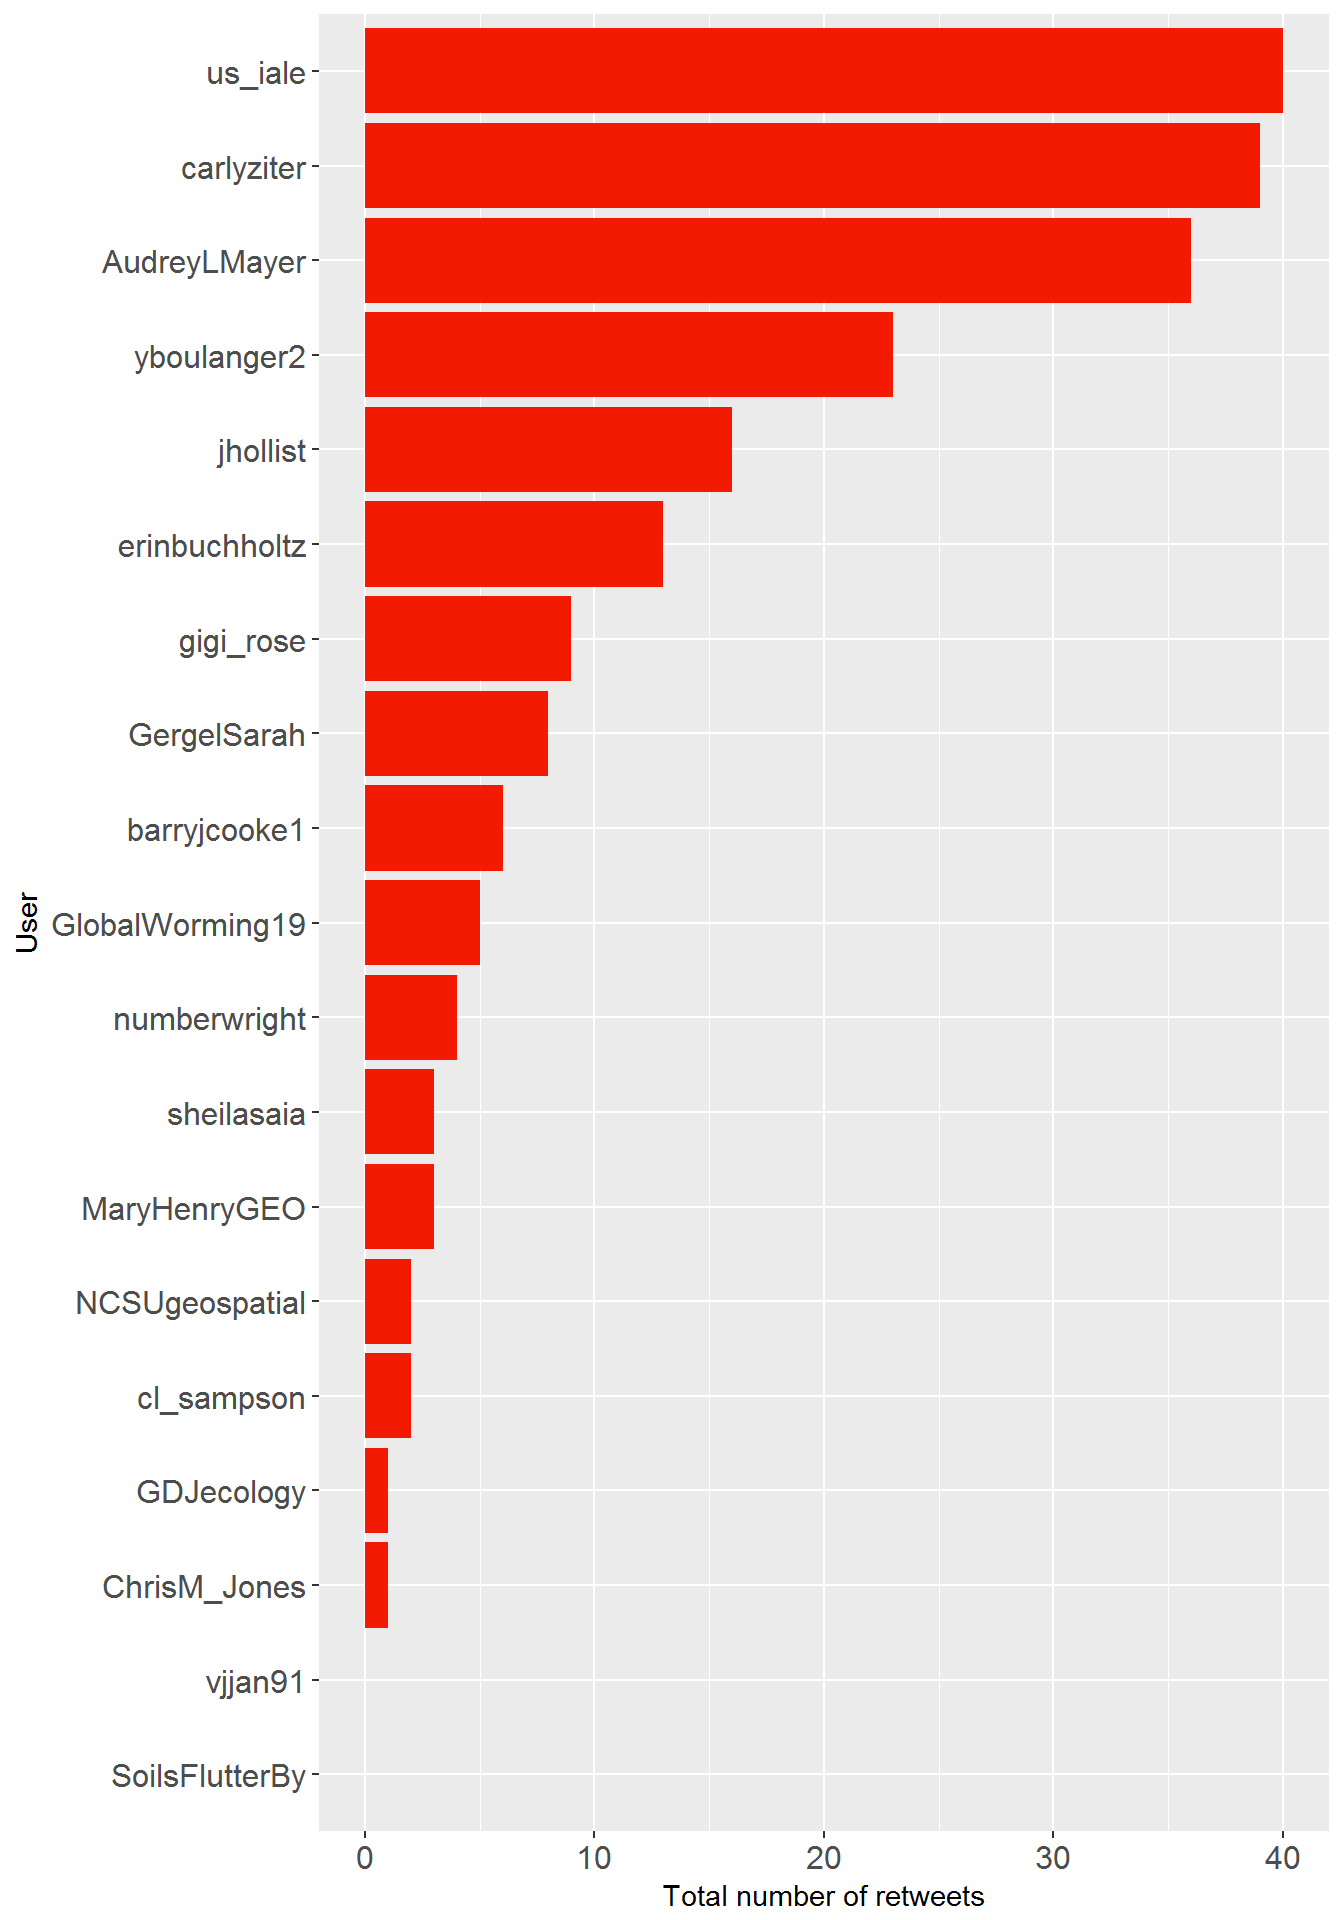 us_iale
carlyziter
AudreyLMayer
yboulanger2
jhollist
erinbuchholtz
gigi_rose
GergelSarah
barryjcooke1
GlobalWorming19
numberwright
sheilasaia
MaryHenryGEO
NCSUgeospatial
cl_sampson
GDJecology
ChrisM_Jones
vjjan91
SoilsFlutterBy
User
0 10 20 30 40
Total number of retweets